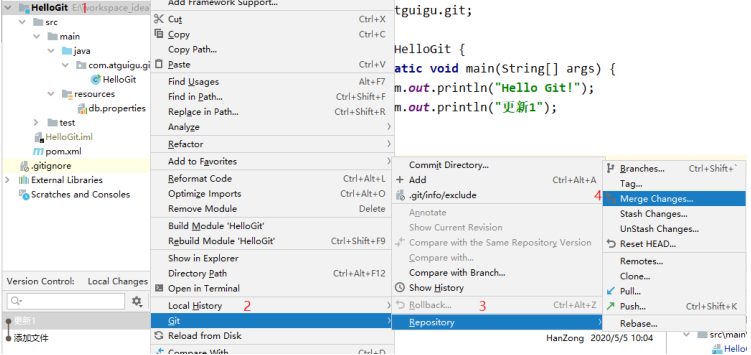 HelloGit E:\workspace_idea
1
src
main
java
com.atguigu.gi
HelloGit
resources
db.properties
test
HelloGit.iml
pom.xml
.gitignore
External Libraries
Scratches and Consoles
Version Control: Local Changes
更新1
添加文件
Add Framework Support...
Cut Ctrl+X
Copy Ctrl+C
Copy Path...
Paste Ctrl+V
Find Usages Alt+F7
Find in Path... Ctrl+Shift+F
Replace in Path... Ctrl+Shift+R
Analyze
Refactor
Add to Favorites
Reformat Code Ctrl+Alt+L
Optimize Imports Ctrl+Alt+O
Remove Module Delete
Build Module 'HelloGit'
Rebuild Module 'HelloGit' Ctrl+Shift+F9
Show in Explorer
Directory Path Ctrl+Alt+F12
Open in Terminal
Local History 2
Git
Reload from Disk
Compare With... Ctrl+D
atguigu.git;
HelloGit {
atic void main(String[] args) {
m.out.println("Hello Git!");
m.out.println("更新1");
Commit Directory...
Add Ctrl+Alt+A
.git/info/exclude
Annotate
Show Current Revision
Compare with the Same Repository Version
Compare with...
Compare with Branch...
Show History
Rollback... 3 Ctrl+Alt+Z
Repository
Branches... Ctrl+Shift+`
Tag...
4 Merge Changes...
Stash Changes...
UnStash Changes...
Reset HEAD...
Remotes...
Clone...
Pull...
Push... Ctrl+Shift+K
Rebase...
HanZong 2020/5/5 10:04
src\main
HelloG